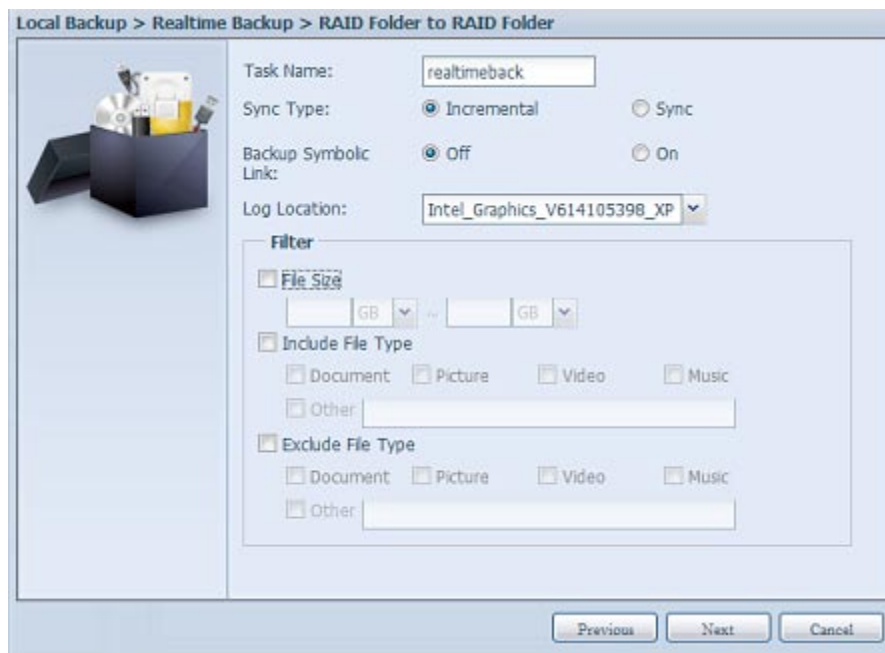 Local Backup > Realtime Backup > RAID Folder to RAID Folder
Task Name: realtimeback
Sync Type: Incremental Sync
Backup Symbolic Link: Off On
Log Location: Intel_Graphics_V614105398_XP
Filter
File Size
GB ~ GB
Include File Type
Document Picture Video Music
Other
Exclude File Type
Document Picture Video Music
Other
Previous Next Cancel